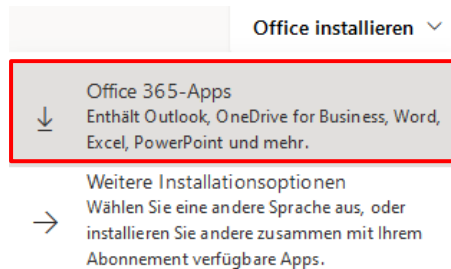 Office installieren
Office 365-Apps
Enthält Outlook, OneDrive for Business, Word,
Excel, PowerPoint und mehr.
Weitere Installationsoptionen
Wählen Sie eine andere Sprache aus, oder
installieren Sie andere zusammen mit Ihrem
Abonnement verfügbare Apps.